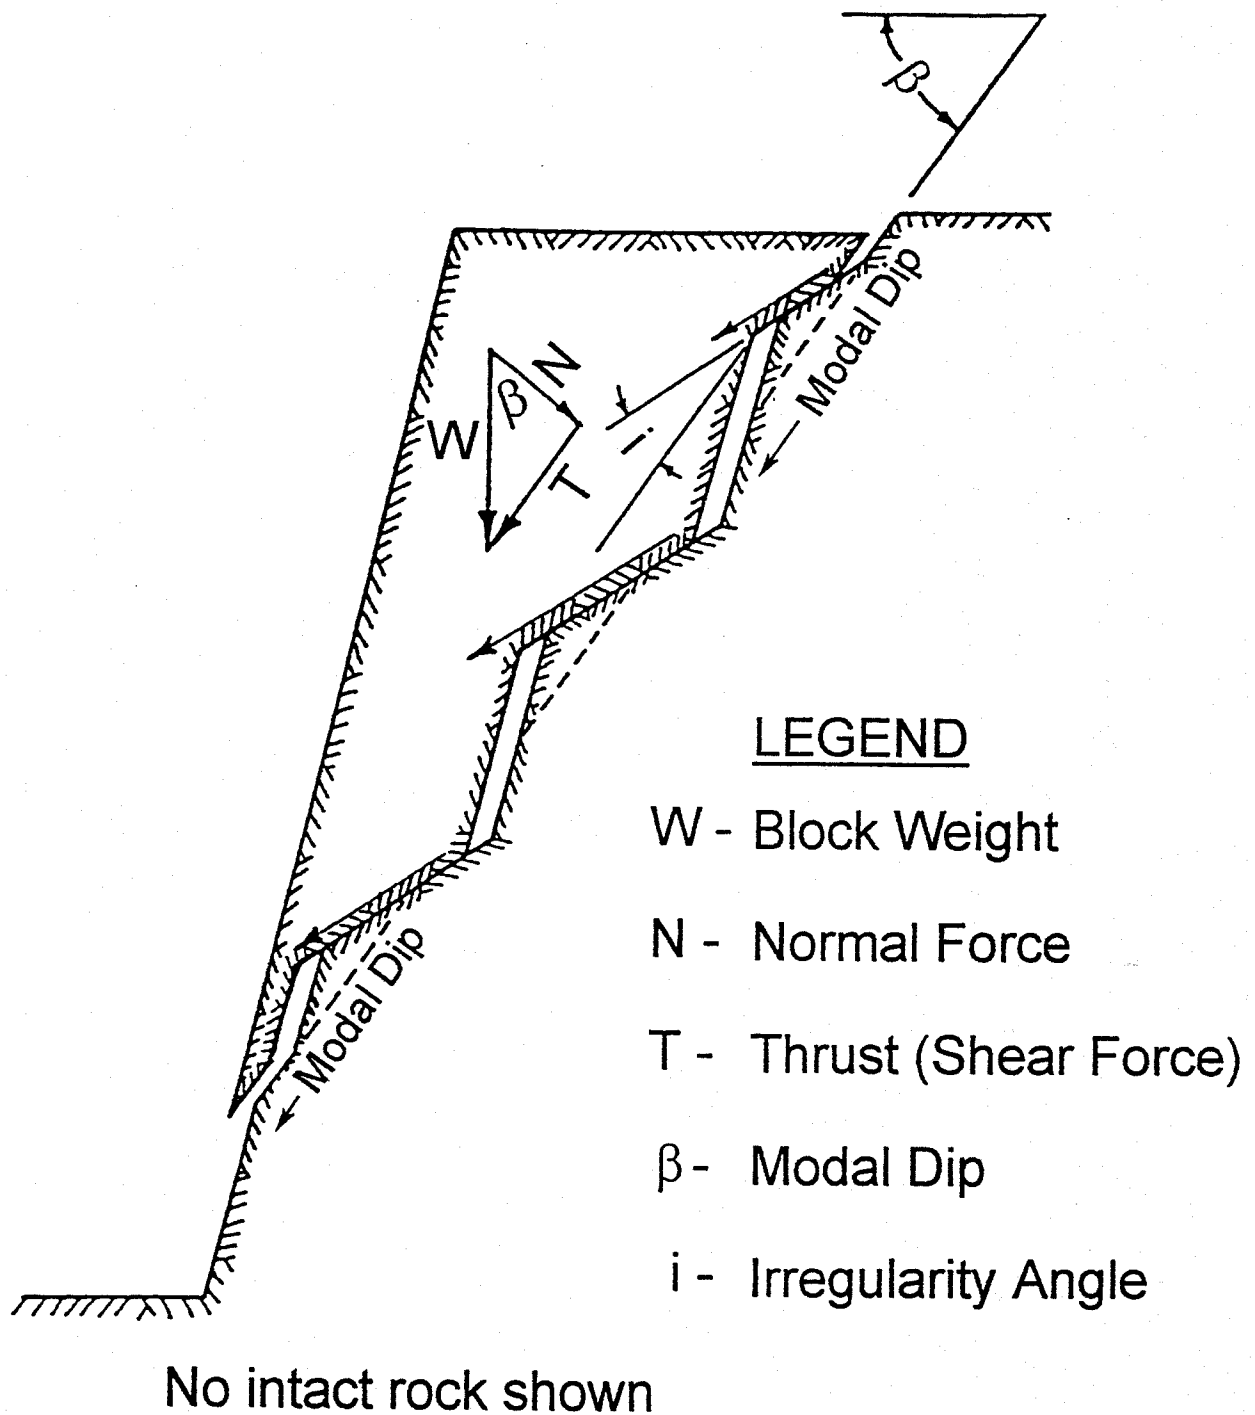 β
Modal Dip
N
β
W
i
T
Modal Dip
LEGEND
W - Block Weight
N - Normal Force
T - Thrust (Shear Force)
β - Modal Dip
i - Irregularity Angle
No intact rock shown